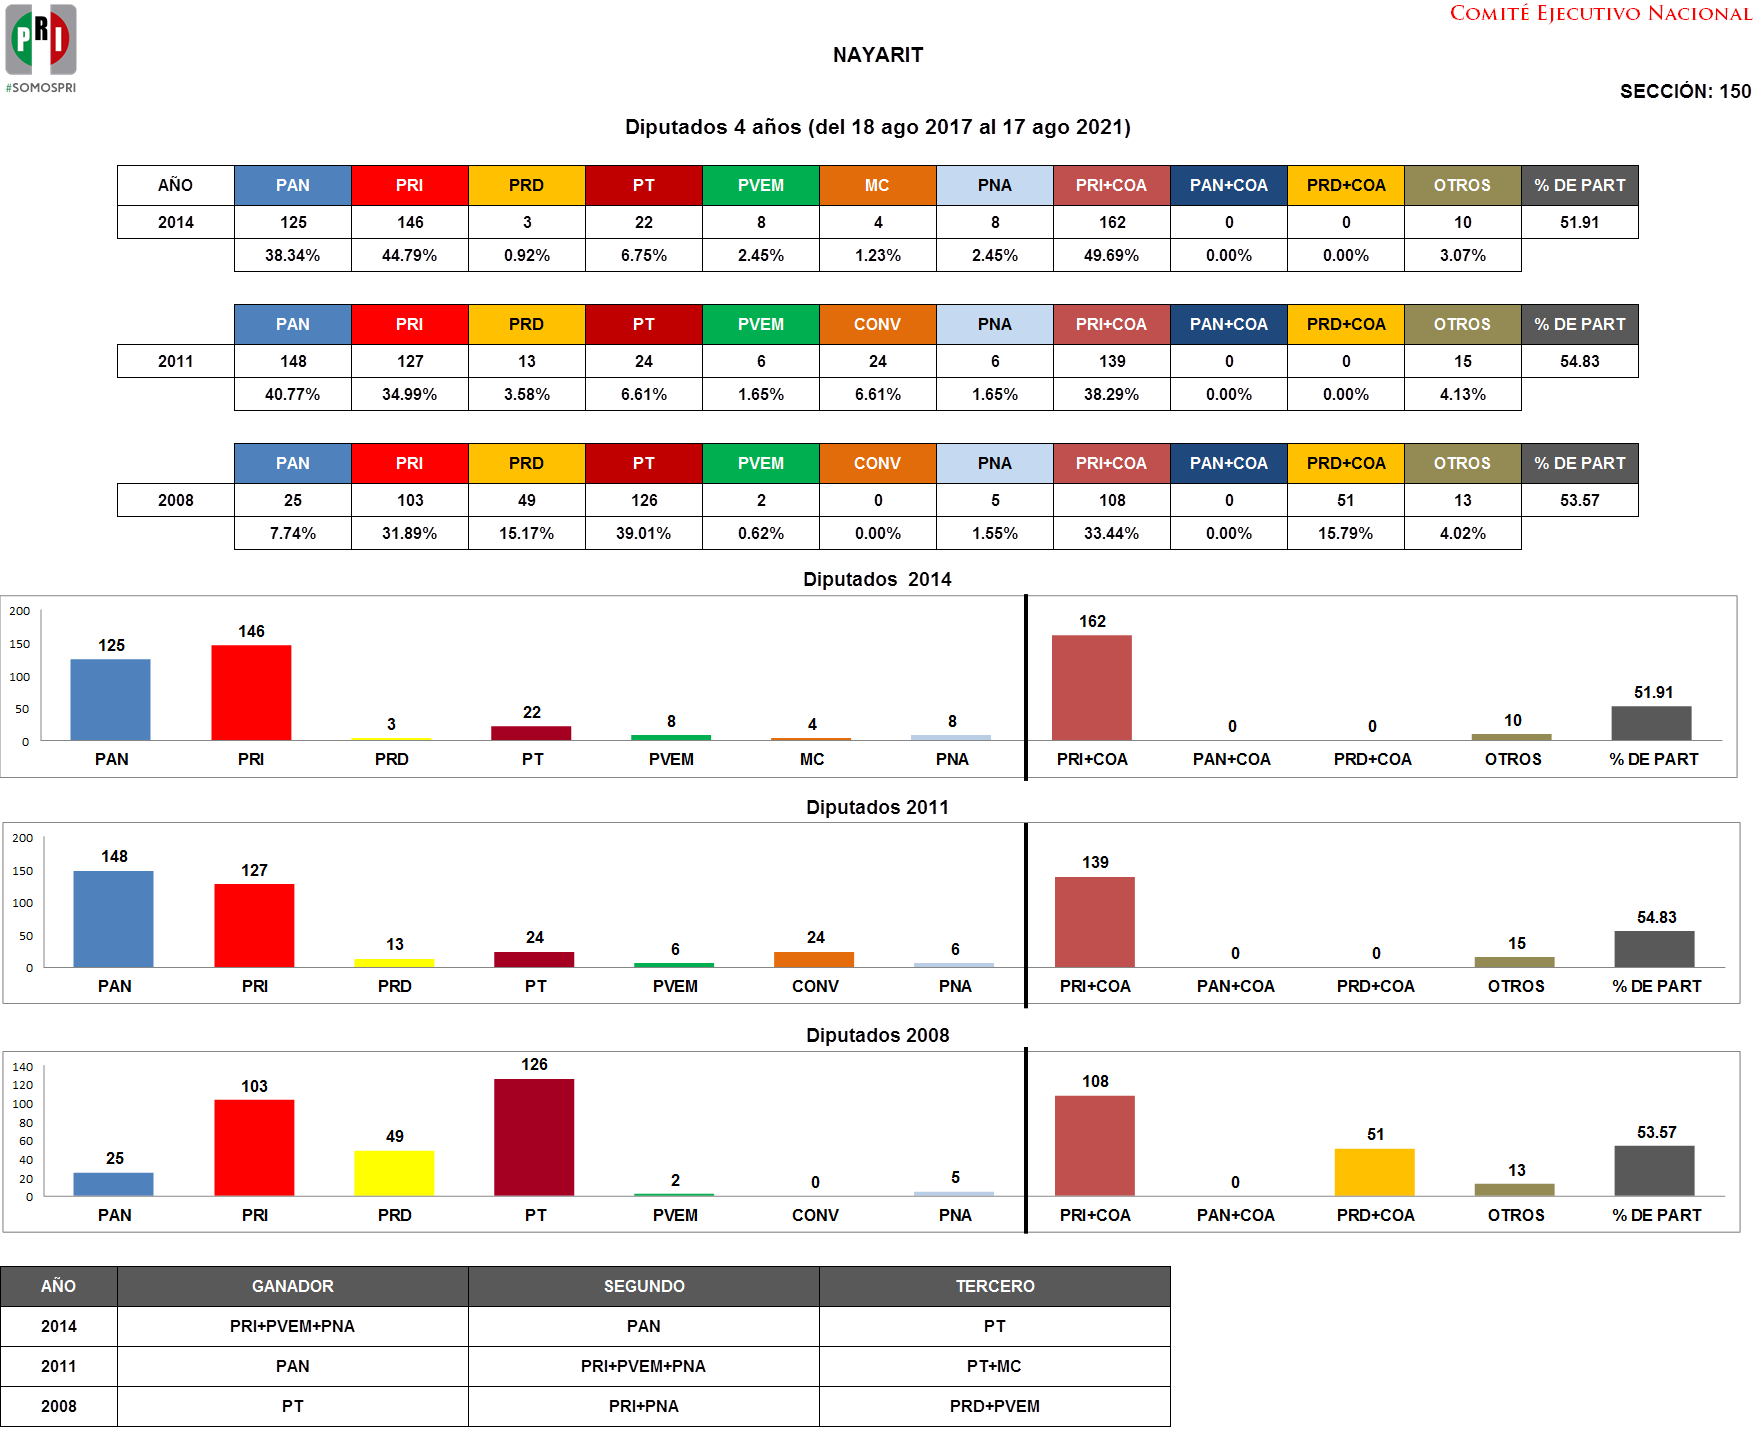 PRI
#SOMOSPRI
COMITÉ EJECUTIVO NACIONAL
NAYARIT
SECCIÓN: 150
Diputados 4 años (del 18 ago 2017 al 17 ago 2021)
AÑO PAN PRI PRD PT PVEM MC PNA PRI+COA PAN+COA PRD+COA OTROS % DE PART
2014 125 146 3 22 8 4 8 162 0 0 10 51.91
38.34% 44.79% 0.92% 6.75% 2.45% 1.23% 2.45% 49.69% 0.00% 0.00% 3.07%
PAN PRI PRD PT PVEM CONV PNA PRI+COA PAN+COA PRD+COA OTROS % DE PART
2011 148 127 13 24 6 24 6 139 0 0 15 54.83
40.77% 34.99% 3.58% 6.61% 1.65% 6.61% 1.65% 38.29% 0.00% 0.00% 4.13%
PAN PRI PRD PT PVEM CONV PNA PRI+COA PAN+COA PRD+COA OTROS % DE PART
2008 25 103 49 126 2 0 5 108 0 51 13 53.57
7.74% 31.89% 15.17% 39.01% 0.62% 0.00% 1.55% 33.44% 0.00% 15.79% 4.02%
Diputados 2014
200
150
100
50
0
125 146 3 22 8 4 8 162 0 0 10 51.91
PAN PRI PRD PT PVEM MC PNA PRI+COA PAN+COA PRD+COA OTROS % DE PART
Diputados 2011
200
150
100
50
0
148 127 13 24 6 24 6 139 0 0 15 54.83
PAN PRI PRD PT PVEM CONV PNA PRI+COA PAN+COA PRD+COA OTROS % DE PART
Diputados 2008
140
120
100
80
60
40
20
0
25 103 49 126 2 0 5 108 0 51 13 53.57
PAN PRI PRD PT PVEM CONV PNA PRI+COA PAN+COA PRD+COA OTROS % DE PART
AÑO GANADOR SEGUNDO TERCERO
2014 PRI+PVEM+PNA PAN PT
2011 PAN PRI+PVEM+PNA PT+MC
2008 PT PRI+PNA PRD+PVEM